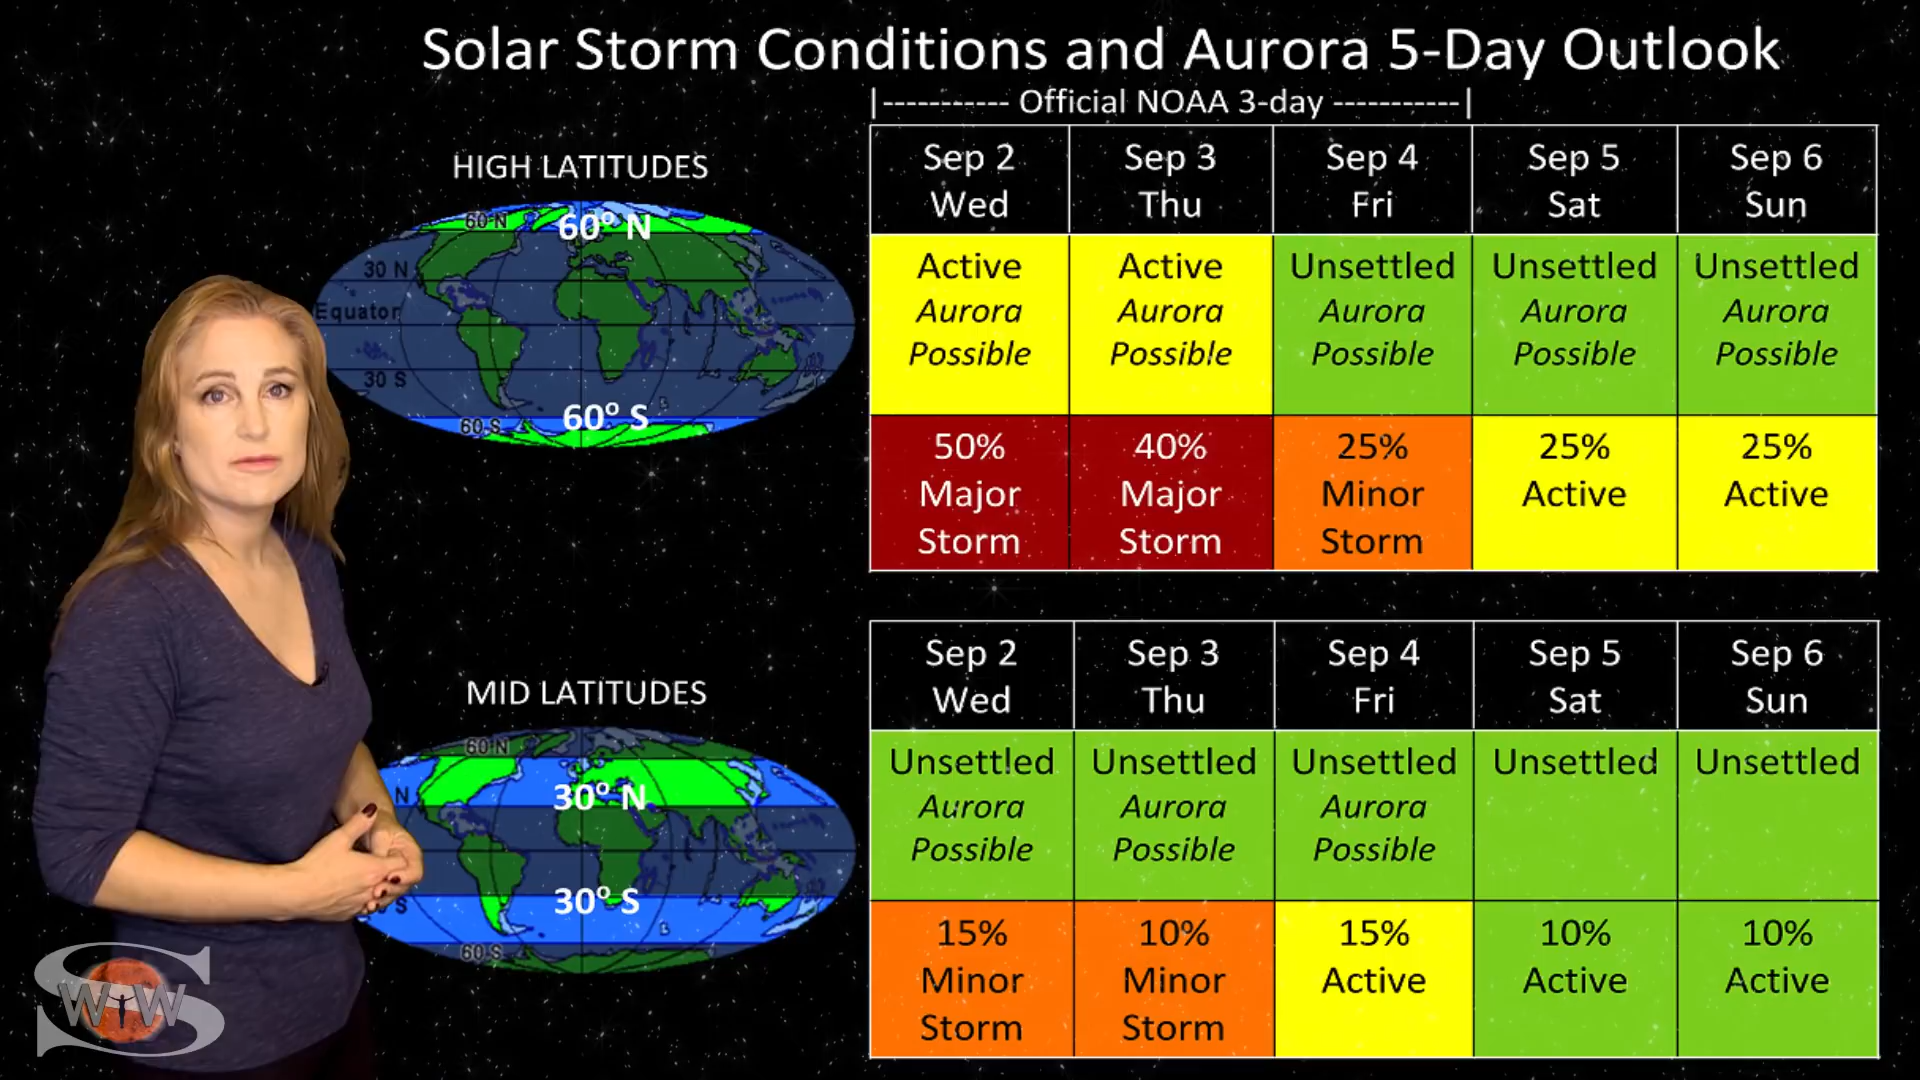 Solar Storm Conditions and Aurora 5-Day Outlook
|----------- Official NOAA 3-day -----------|
HIGH LATITUDES
60 N
60º N
30 N
Equator
30 S
60º S
60 S
Sep 2 Sep 3 Sep 4 Sep 5 Sep 6
Wed Thu Fri Sat Sun
Active Active Unsettled Unsettled Unsettled
Aurora Aurora Aurora Aurora Aurora
Possible Possible Possible Possible Possible
50% 40% 25% 25% 25%
Major Major Minor Active Active
Storm Storm Storm
MID LATITUDES
60 N
N
30º N
30º S
S
60 S
Sep 2 Sep 3 Sep 4 Sep 5 Sep 6
Wed Thu Fri Sat Sun
Unsettled Unsettled Unsettled Unsettled Unsettled
Aurora Aurora Aurora
Possible Possible Possible
15% 10% 15% 10% 10%
Minor Minor Active Active Active
Storm Storm
SWxW